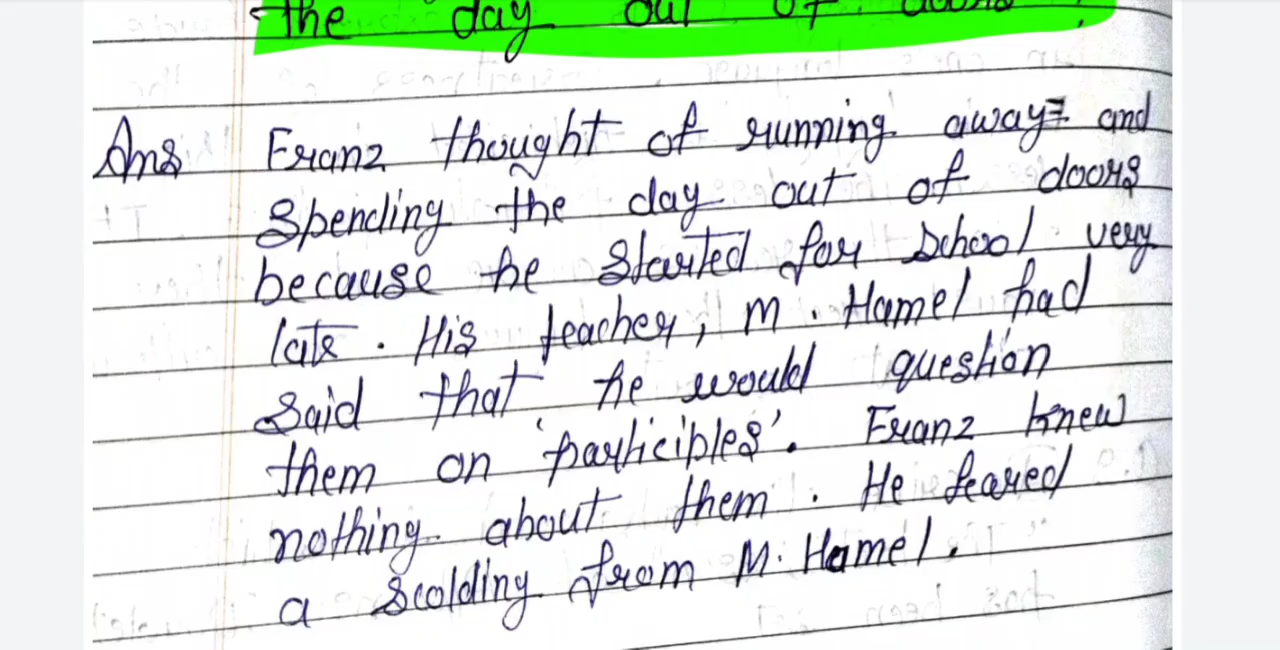 the day out of doors
Ans Franz thought of running away and
spending the day out of doors
because he started for school very
late. His teacher, M. Hamel had
said that he would question
them on 'participles'. Franz knew
nothing about them. He feared
a scolding from M. Hamel.